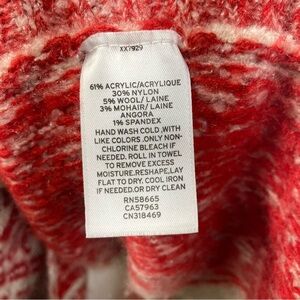 XX7929
61% ACRYLIC/ACRYLIQUE
30% NYLON
5% WOOL/ LAINE
3% MOHAIR/ LAINE
ANGORA
1% SPANDEX
HAND WASH COLD ,WITH
LIKE COLORS .ONLY NON-
CHLORINE BLEACH IF
NEEDED. ROLL IN TOWEL
TO REMOVE EXCESS
MOISTURE.RESHAPE,LAY
FLAT TO DRY. COOL IRON
IF NEEDED.OR DRY CLEAN
RN58665
CA57963
CN318469